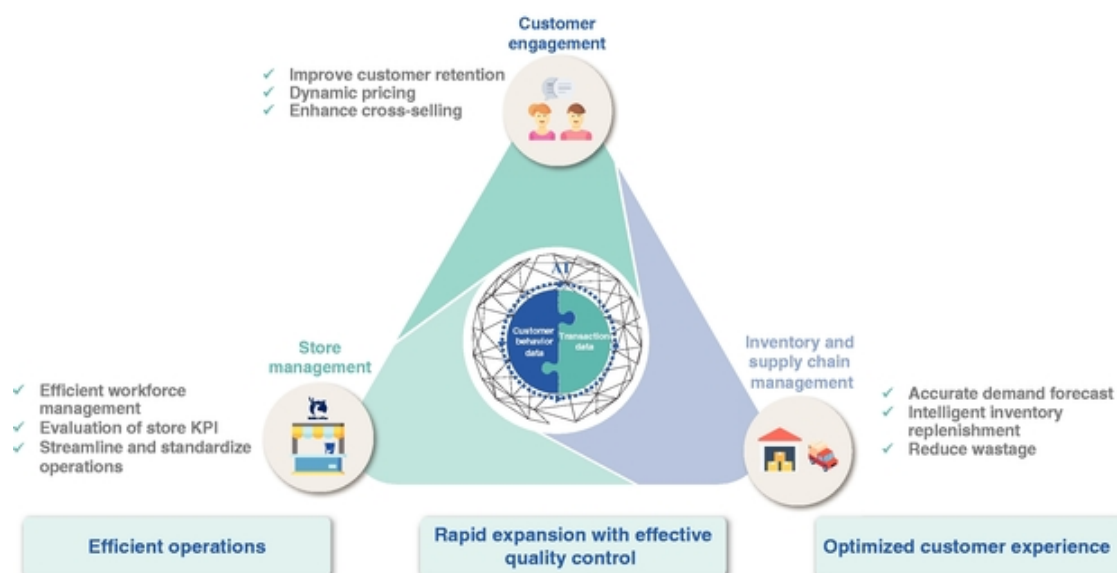 Customer
engagement
Improve customer retention
Dynamic pricing
Enhance cross-selling
AI
Customer
behavior
data
Transaction
data
Store
management
Efficient workforce
management
Evaluation of store KPI
Streamline and standardize
operations
Inventory and
supply chain
management
Accurate demand forecast
Intelligent inventory
replenishment
Reduce wastage
Efficient operations
Rapid expansion with effective
quality control
Optimized customer experience